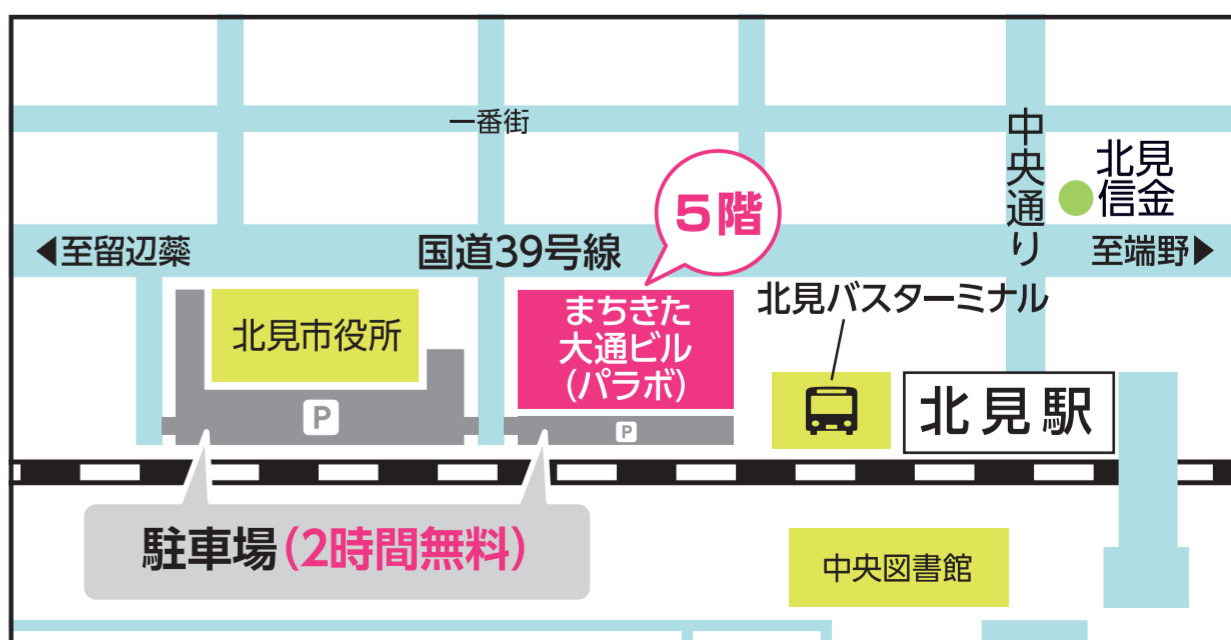 一番街
中央通り
北見
信金
5階
◀至留辺蘂
国道39号線
至端野▶
北見市役所
まちきた
大通ビル
(パラボ)
北見バスターミナル
北見駅
P
P
駐車場(2時間無料)
中央図書館